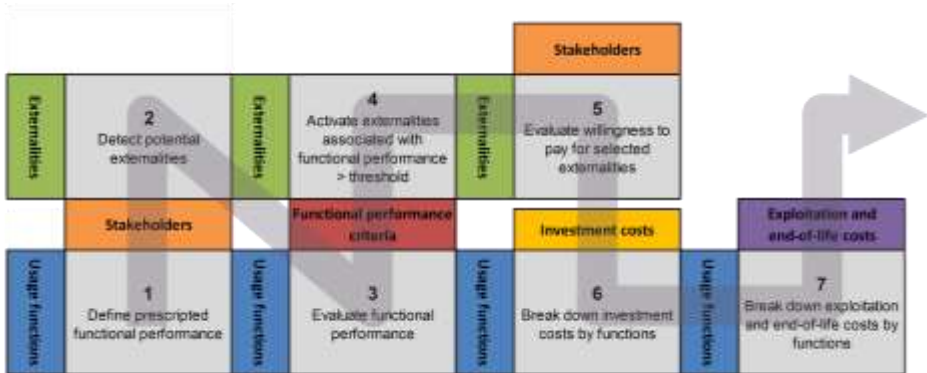 Stakeholders
Externalities
2
Detect potential
externalities
Externalities
4
Activate externalities
associated with
functional performance
> threshold
Externalities
5
Evaluate willingness to
pay for selected
externalities
Stakeholders
Functional performance
criteria
Investment costs
Exploitation and
end-of-life costs
Usage functions
1
Define prescripted
functional performance
Usage functions
3
Evaluate functional
performance
Usage functions
6
Break down investment
costs by functions
Usage functions
7
Break down exploitation
and end-of-life costs by
functions